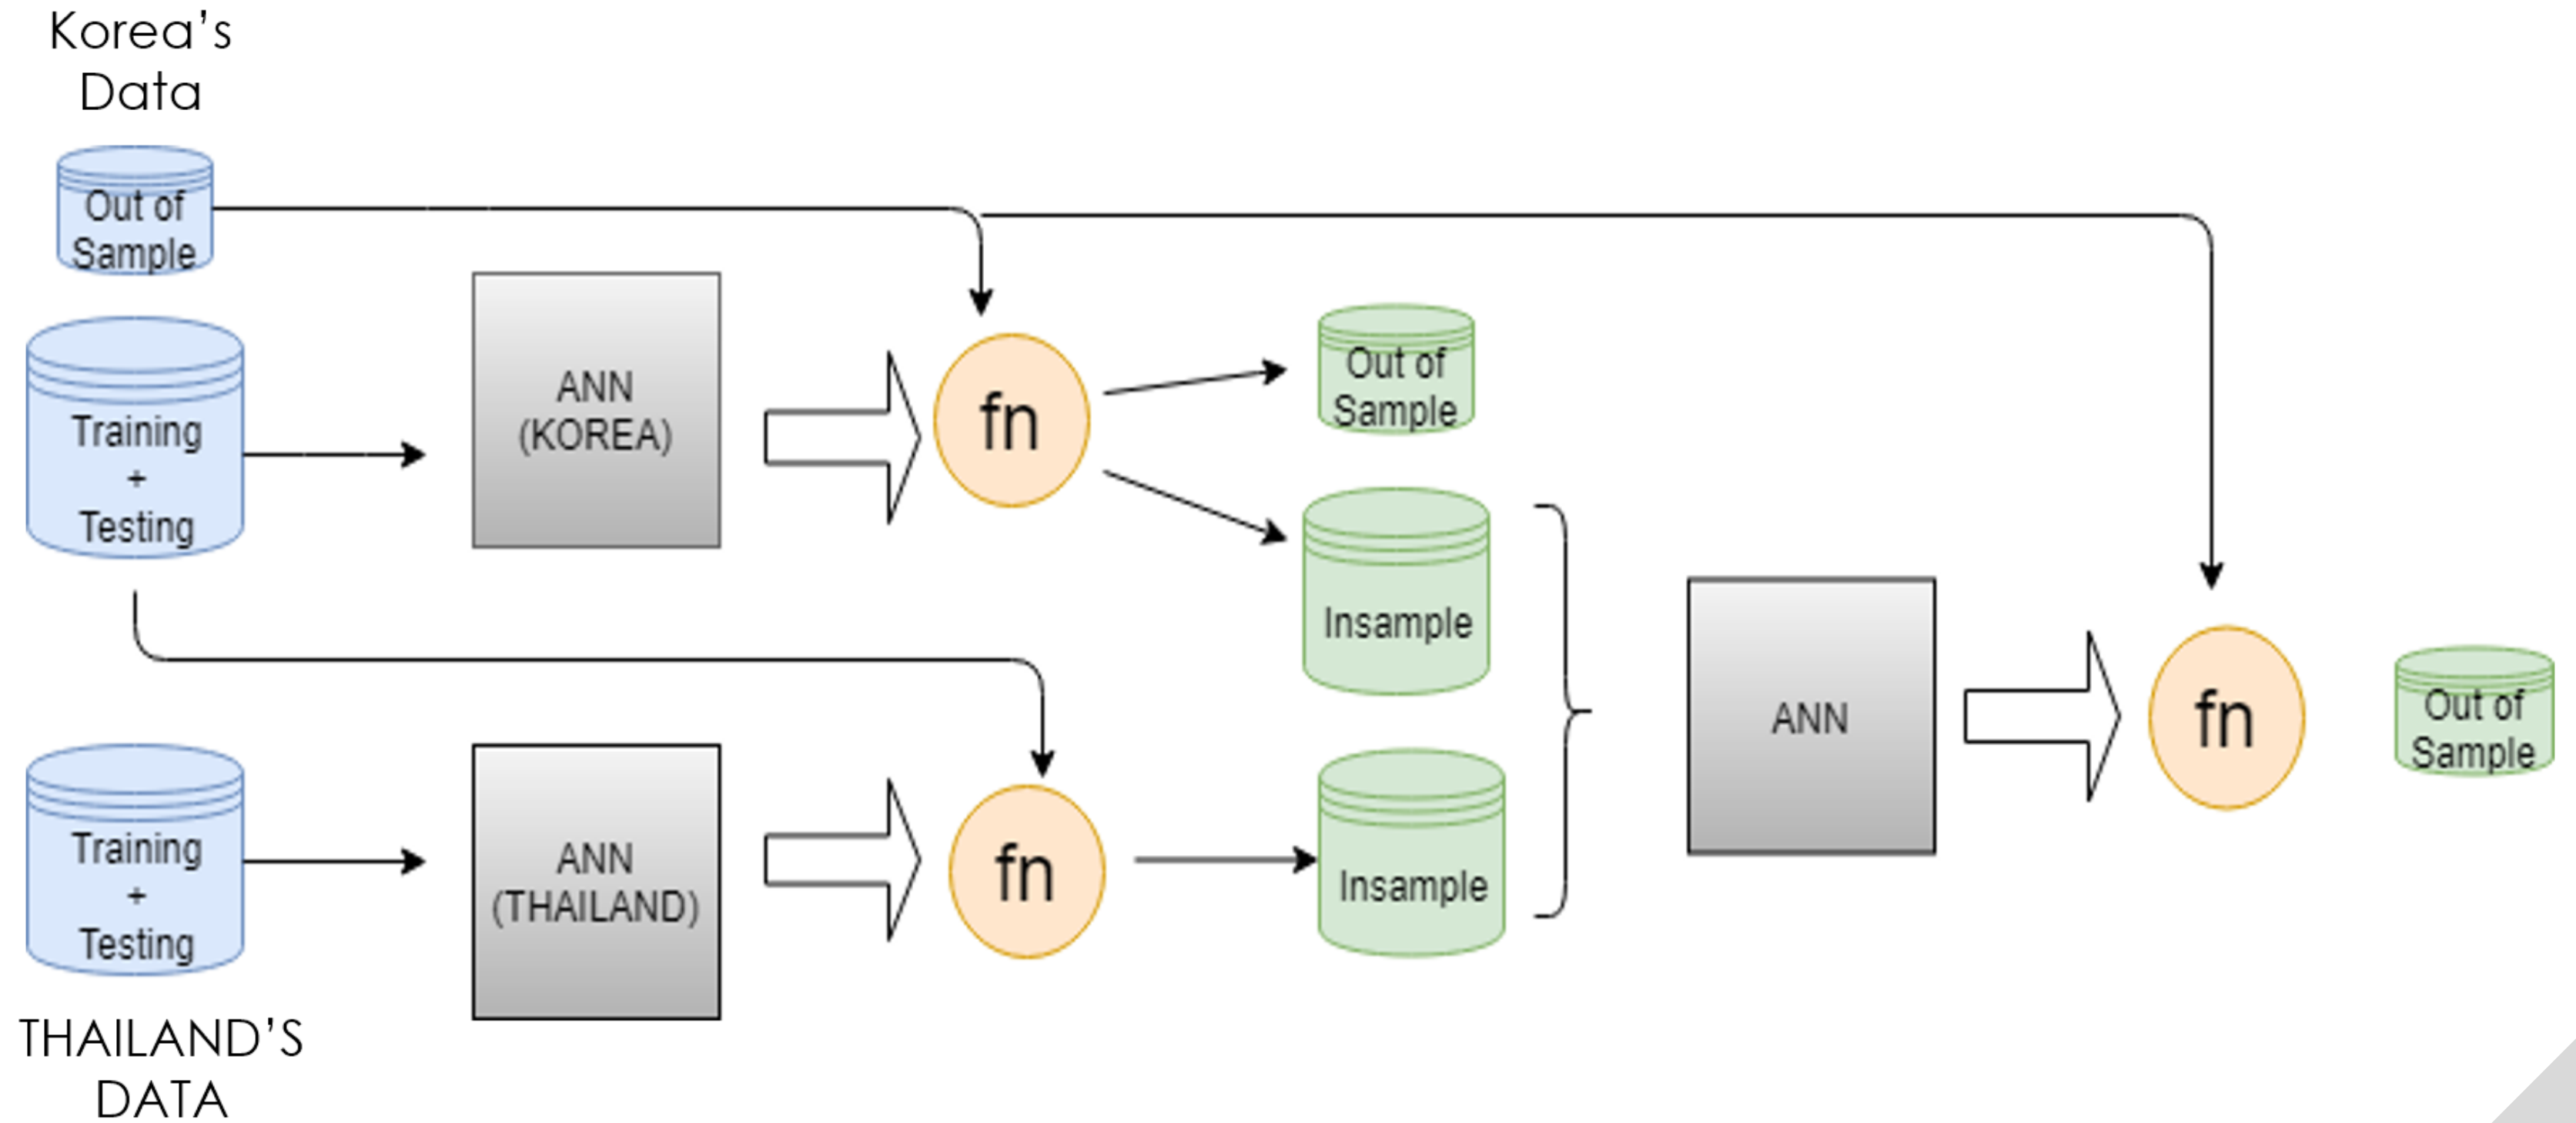 Korea’s
Data
Out of
Sample
Training
+
Testing
ANN
(KOREA)
fn
Out of
Sample
Insample
Training
+
Testing
ANN
(THAILAND)
fn
Insample
ANN
fn
Out of
Sample
THAILAND’S
DATA